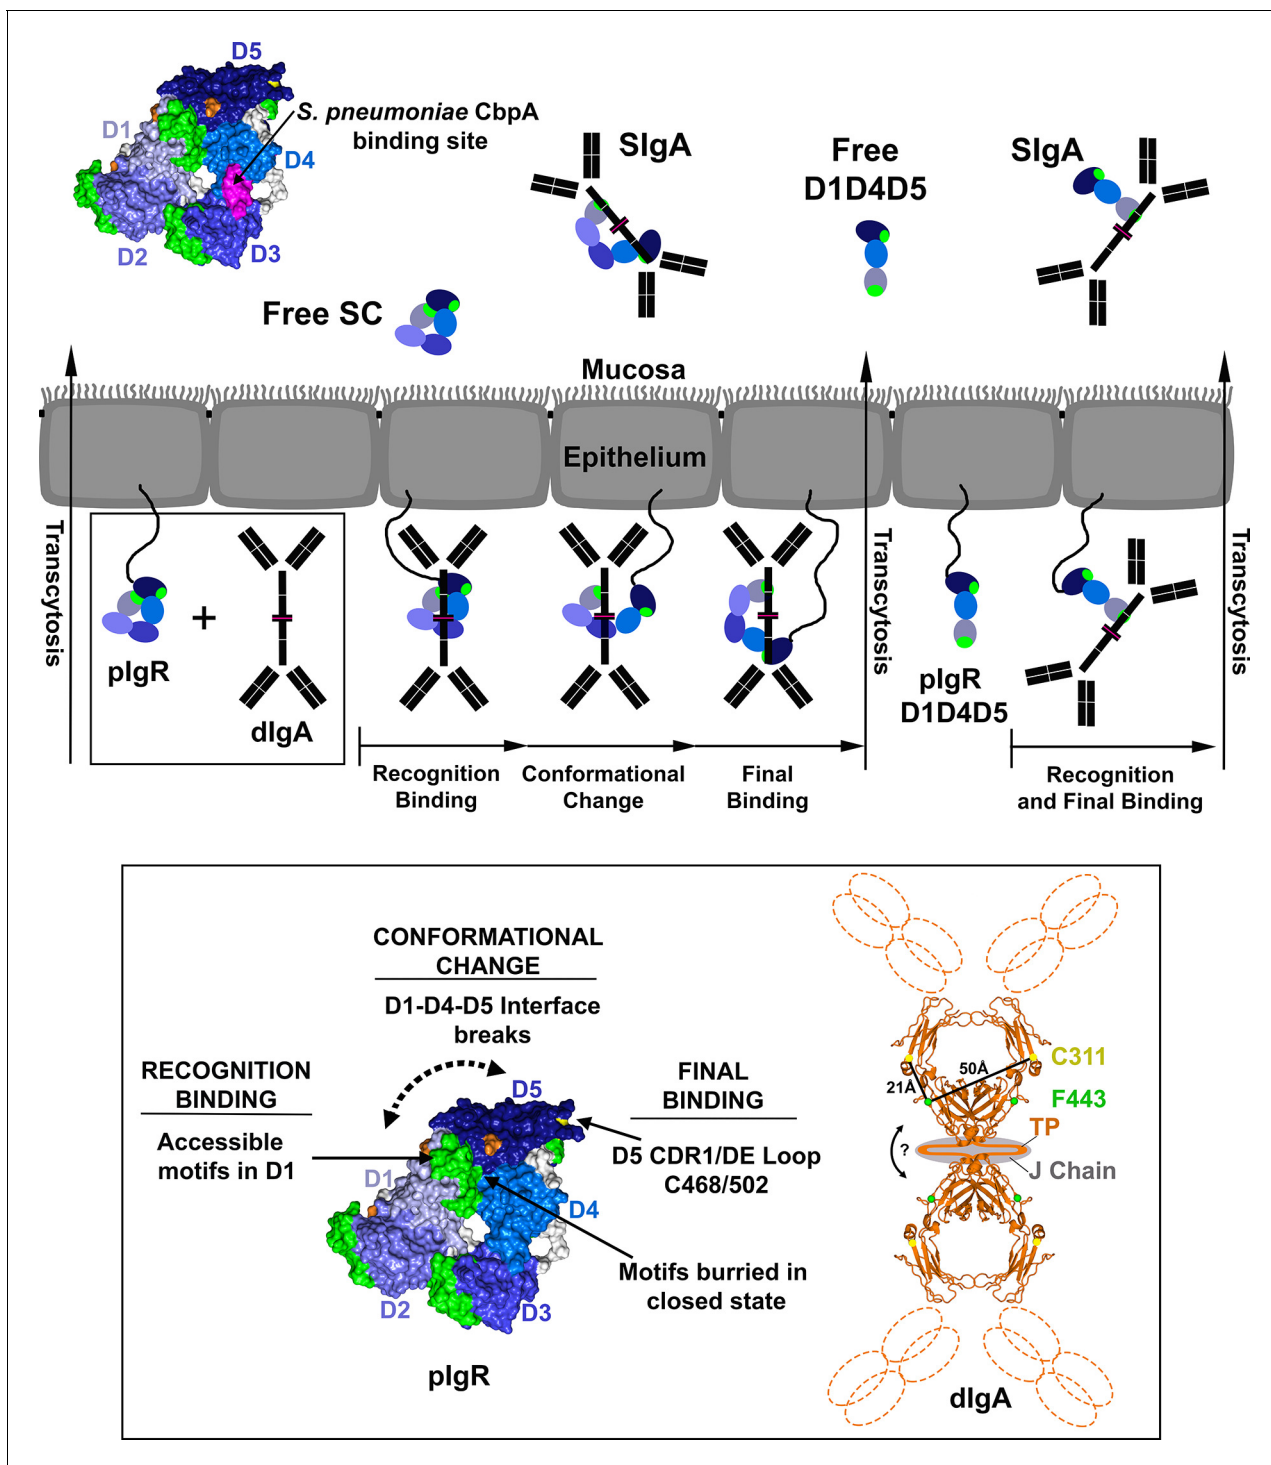 D5
S. pneumoniae CbpA
binding site
D1
D4
D2
D3
SIgA
Free
D1D4D5
SIgA
Free SC
Mucosa
Epithelium
Transcytosis
pIgR
+
dIgA
Transcytosis
pIgR
D1D4D5
Transcytosis
Recognition
Binding
Conformational
Change
Final
Binding
Recognition
and Final Binding
CONFORMATIONAL
CHANGE
D1-D4-D5 Interface
breaks
RECOGNITION
BINDING
Accessible
motifs in D1
FINAL
BINDING
D5 CDR1/DE Loop
C468/502
D5
D1
D4
D2
D3
Motifs burried in
closed state
pIgR
C311
50Å
21Å
F443
TP
?
J Chain
dIgA